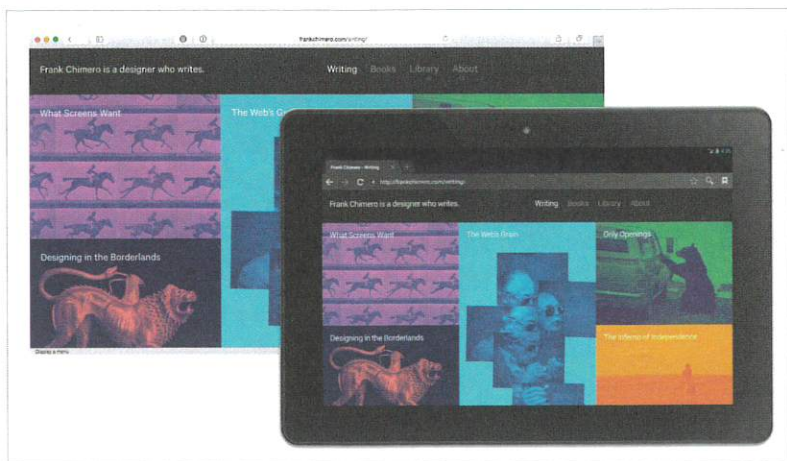 frankchimero.com/writing/
Frank Chimero is a designer who writes.
Writing Books Library About
What Screens Want
The Web's G
Designing in the Borderlands
Display a menu
4:35
Frank Chimero - Writing
http://frankchimero.com/writing/
Frank Chimero is a designer who writes.
Writing Books Library About
What Screens Want
The Web's Grain
Only Openings
Designing in the Borderlands
The Inferno of Independence